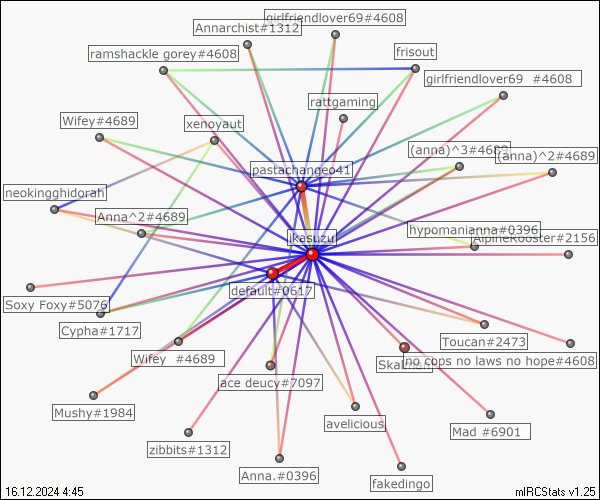 girlfriendlover69#4608
Annarchist#1312
frisout
ramshackle gorey#4608
girlfriendlover69 #4608
rattgaming
Wifey#4689
xenoyaut
(anna)^3#4689
(anna)^2#4689
pastachangeo41
neokingghidorah
Anna^2#4689
hypomanianna#0396
ikasuzu
AlpineRooster#2156
default#0617
Soxy Foxy#5076
Cypha#1717
Toucan#2473
Wifey #4689
no cops no laws no hope#4608
ace deucy#7097
Mushy#1984
avelicious
Mad #6901
zibbits#1312
Anna.#0396
fakedingo
16.12.2024 4:45
mIRCStats v1.25